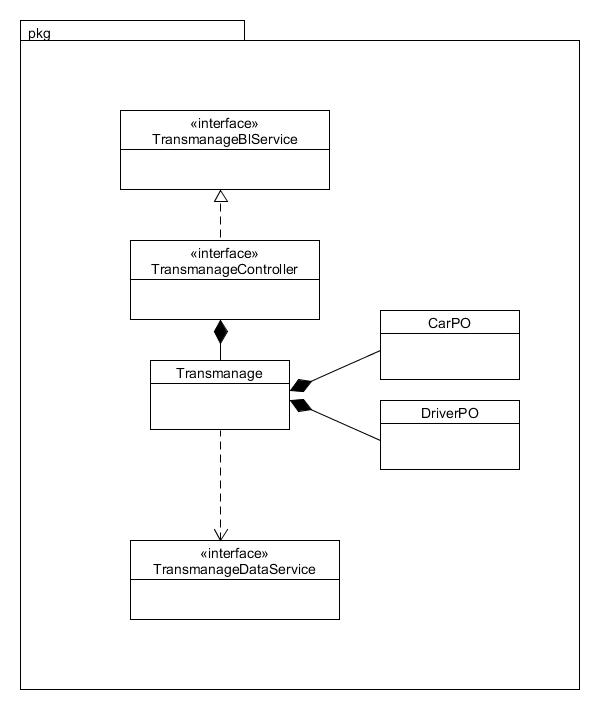 pkg
«interface»
TransmanageBlService
«interface»
TransmanageController
CarPO
Transmanage
DriverPO
«interface»
TransmanageDataService